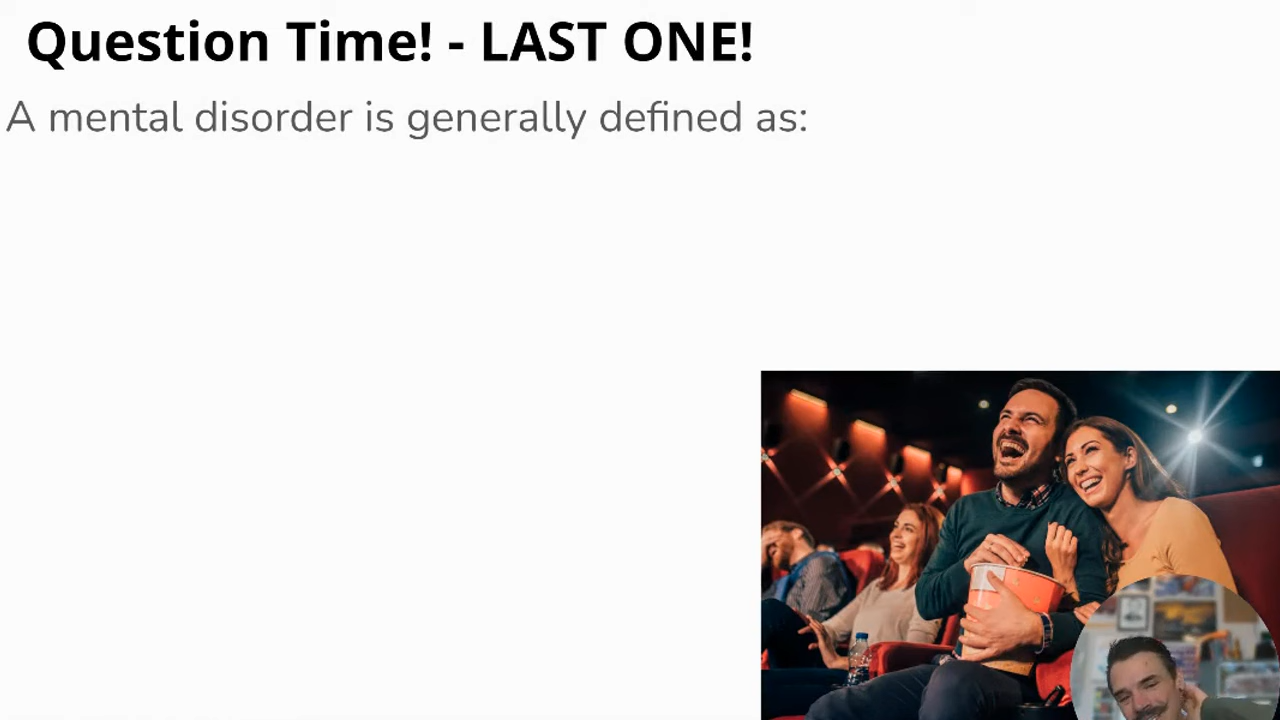 Question Time! - LAST ONE!
A mental disorder is generally defined as: